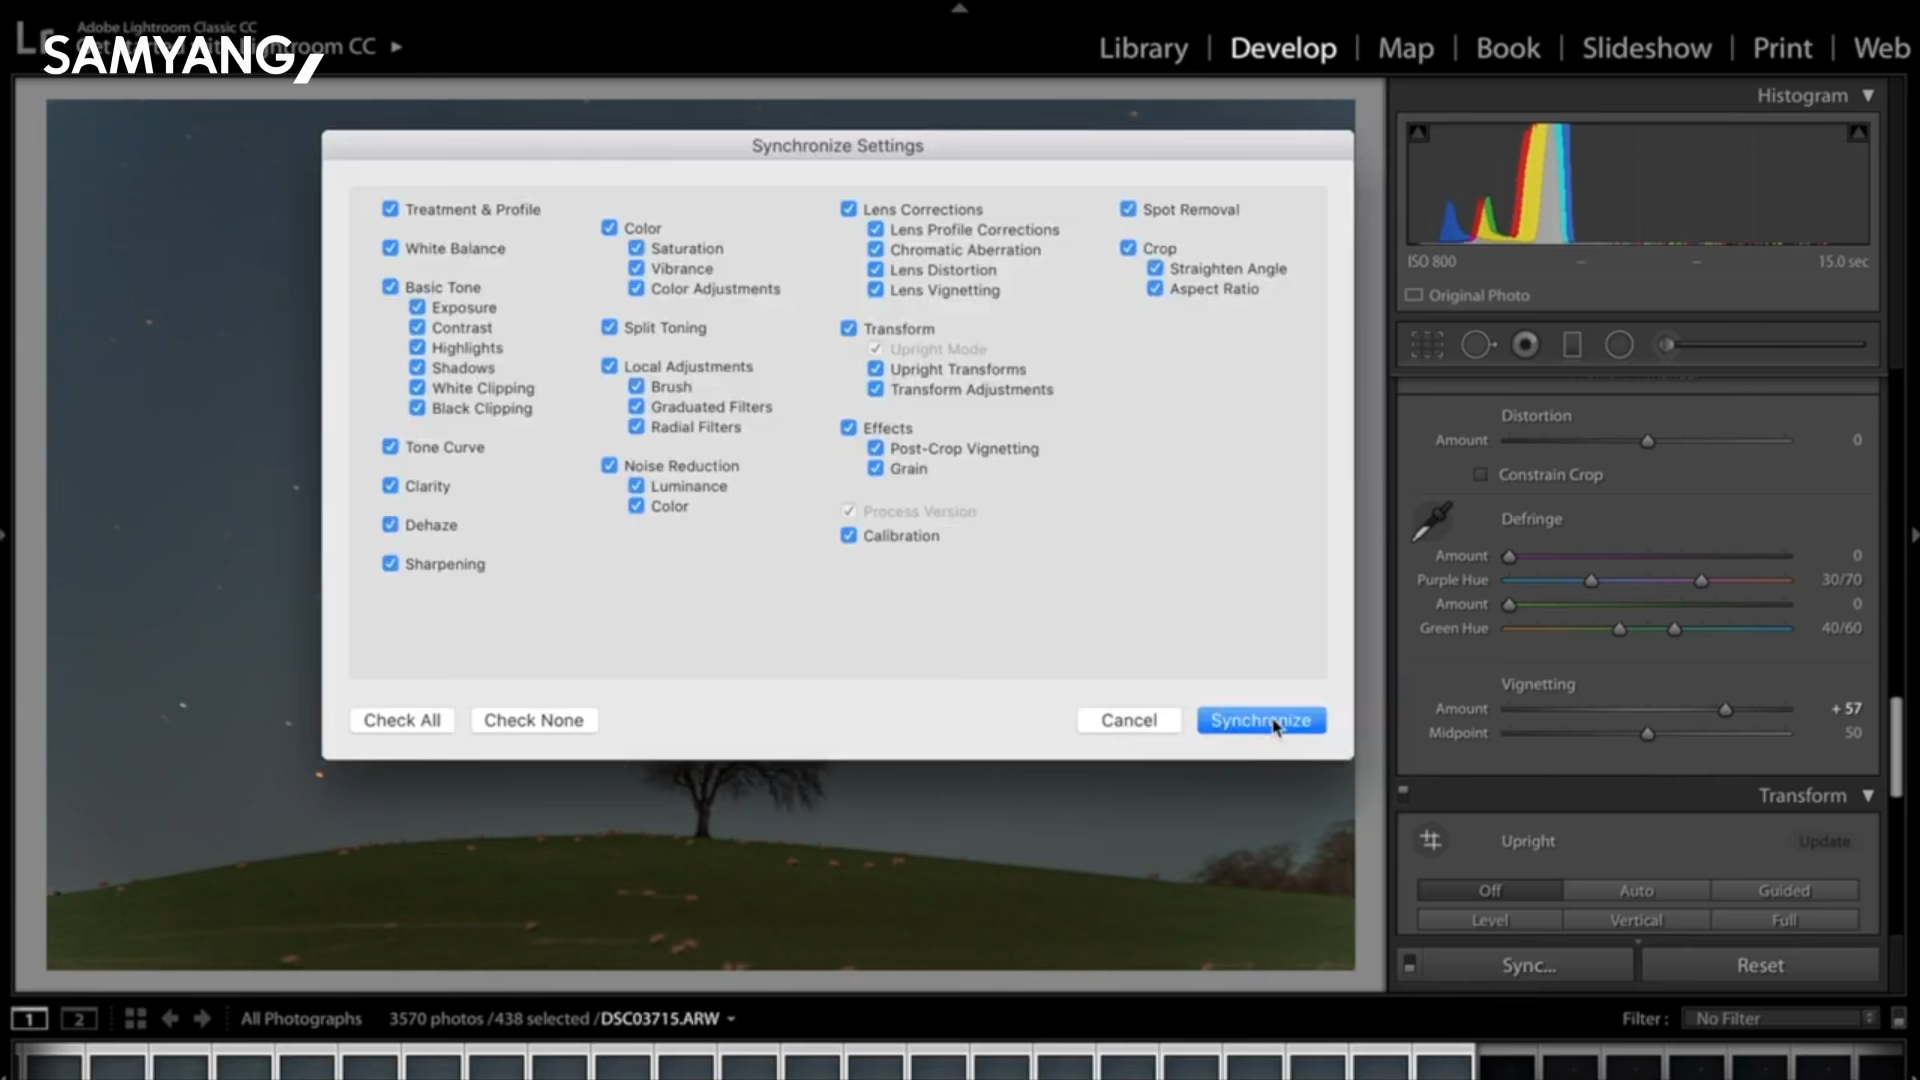 Adobe Lightroom Classic CC
Lightroom CC
SAMYANG
Library | Develop | Map | Book | Slideshow | Print | Web
Histogram
ISO 800
15.0 sec
Original Photo
Synchronize Settings
Treatment & Profile
White Balance
Basic Tone
Exposure
Contrast
Highlights
Shadows
White Clipping
Black Clipping
Tone Curve
Clarity
Dehaze
Sharpening
Color
Saturation
Vibrance
Color Adjustments
Split Toning
Local Adjustments
Brush
Graduated Filters
Radial Filters
Noise Reduction
Luminance
Color
Lens Corrections
Lens Profile Corrections
Chromatic Aberration
Lens Distortion
Lens Vignetting
Transform
Upright Mode
Upright Transforms
Transform Adjustments
Effects
Post-Crop Vignetting
Grain
Process Version
Calibration
Spot Removal
Crop
Straighten Angle
Aspect Ratio
Check All
Check None
Cancel
Synchronize
Distortion
Amount 0
Constrain Crop
Defringe
Amount 0
Purple Hue 30/70
Amount 0
Green Hue 40/60
Vignetting
Amount + 57
Midpoint 50
Transform
Upright Update
Off Auto Guided
Level Vertical Full
Sync... Reset
1 2 All Photographs 3570 photos /438 selected /DSC03715.ARW
Filter : No Filter